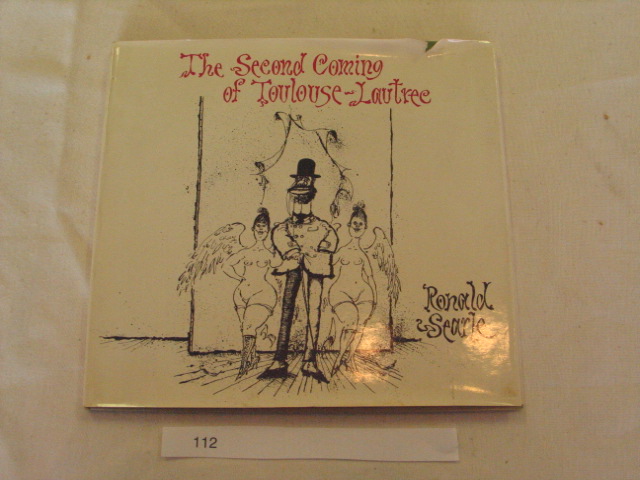 The Second Coming
of Toulouse-Lautrec
Ronald
Searle
112